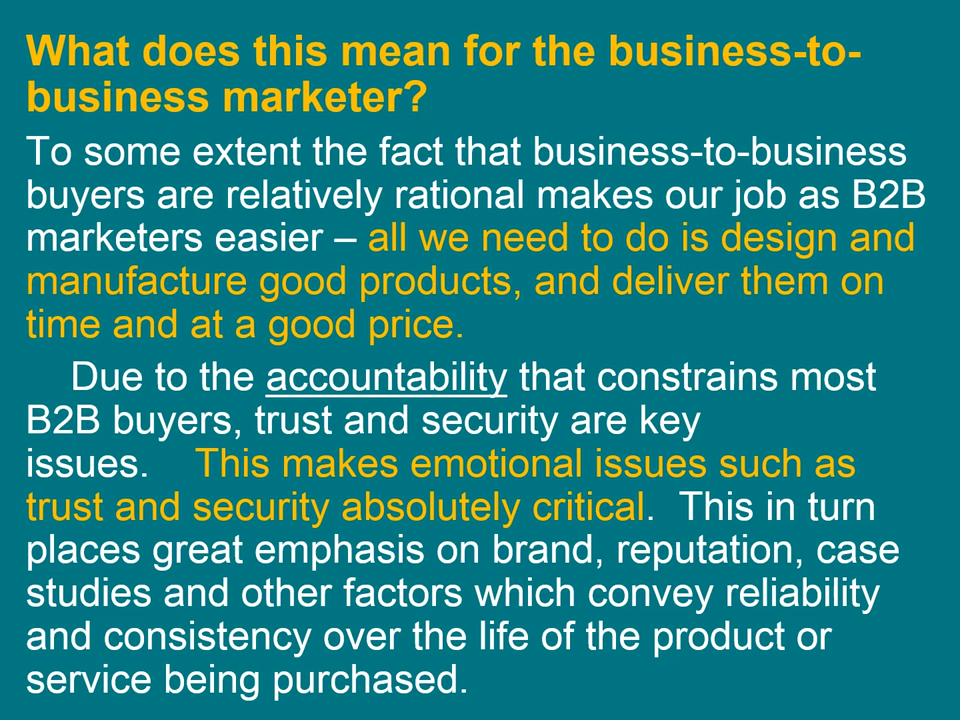 What does this mean for the business-to-
business marketer?
To some extent the fact that business-to-business
buyers are relatively rational makes our job as B2B
marketers easier – all we need to do is design and
manufacture good products, and deliver them on
time and at a good price.
Due to the accountability that constrains most
B2B buyers, trust and security are key
issues. This makes emotional issues such as
trust and security absolutely critical. This in turn
places great emphasis on brand, reputation, case
studies and other factors which convey reliability
and consistency over the life of the product or
service being purchased.